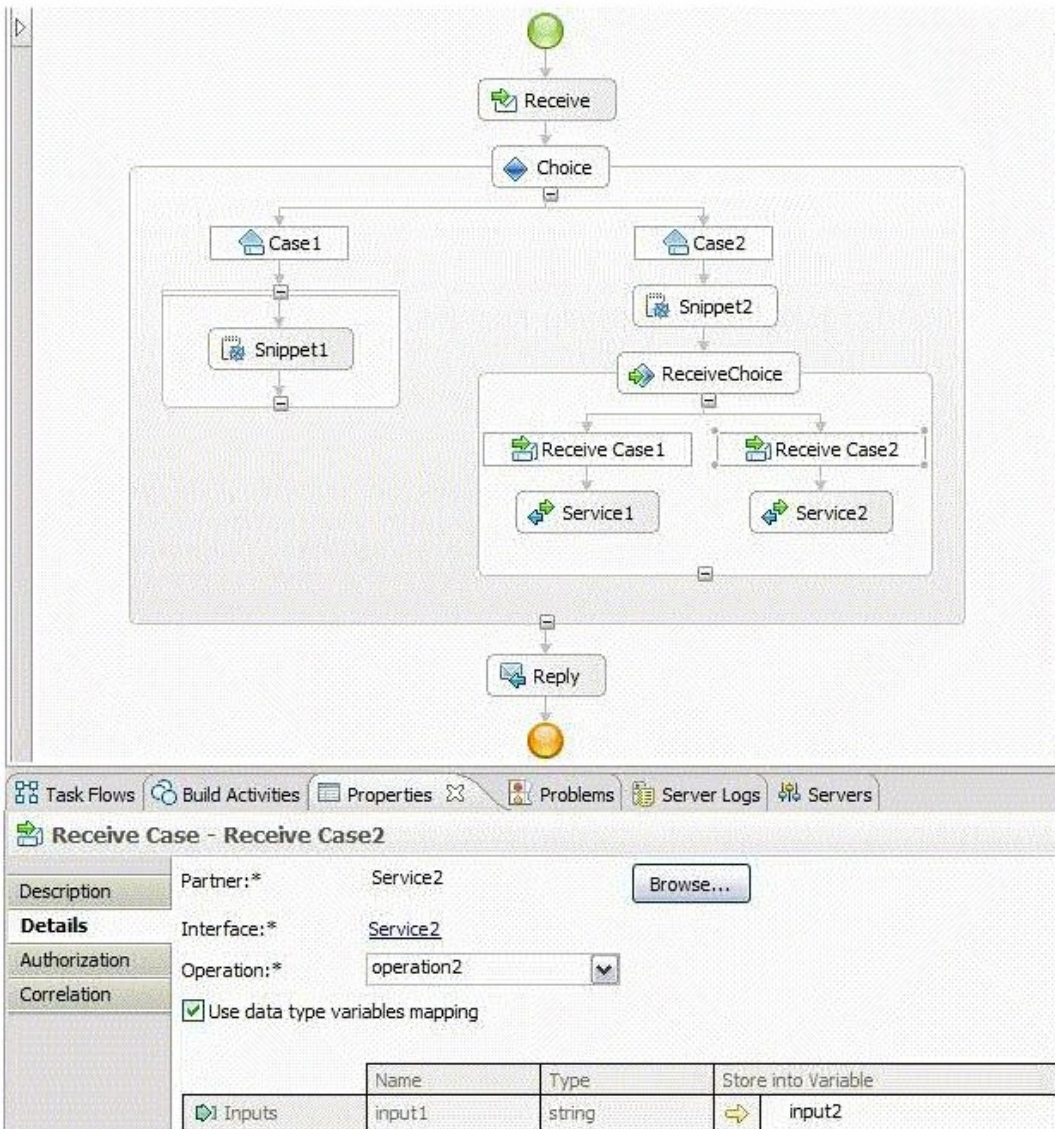 Receive
Choice
Case1
Case2
Snippet2
Snippet1
ReceiveChoice
Receive Case1
Receive Case2
Service1
Service2
Reply
Task Flows
Build Activities
Properties
Problems
Server Logs
Servers
Receive Case - Receive Case2
Description
Details
Authorization
Correlation
Partner:* Service2 Browse...
Interface:* Service2
Operation:* operation2
Use data type variables mapping
Name Type Store into Variable
Inputs input1 string input2